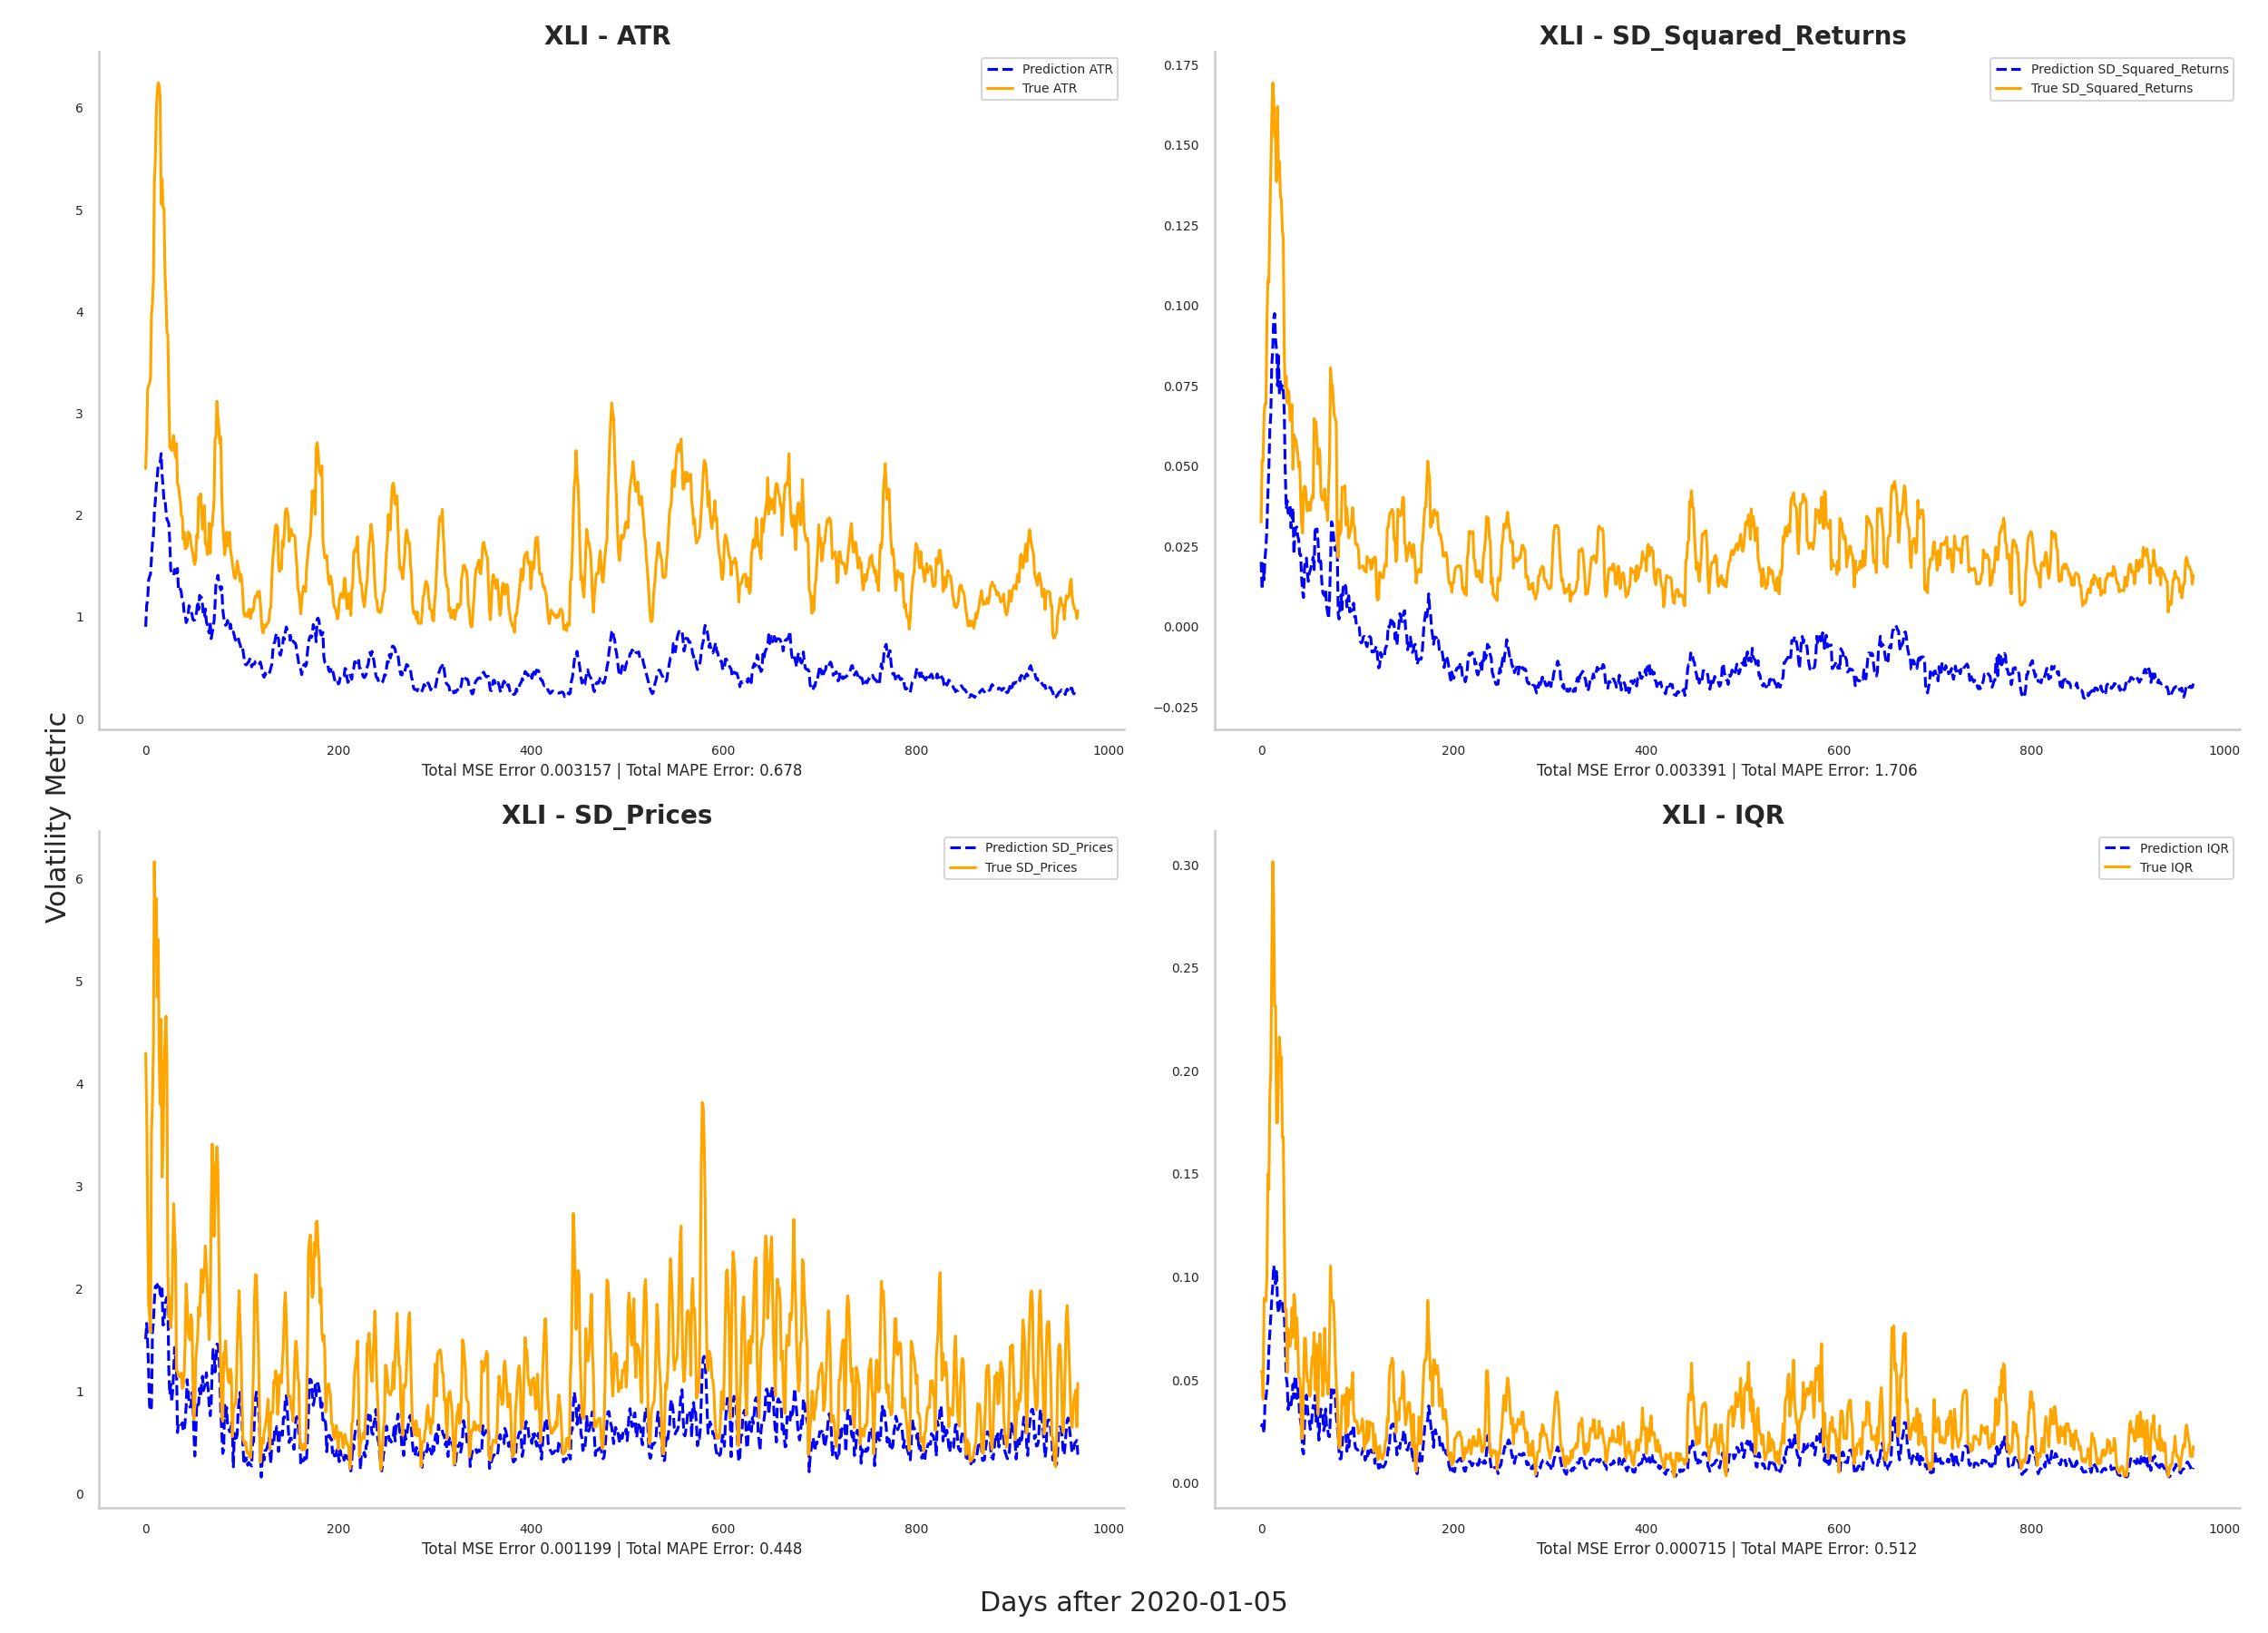 XLI - ATR
Prediction ATR
True ATR
6
5
4
3
2
1
0
0 200 400 600 800 1000
Total MSE Error 0.003157 | Total MAPE Error: 0.678
XLI - SD_Squared_Returns
Prediction SD_Squared_Returns
True SD_Squared_Returns
0.175
0.150
0.125
0.100
0.075
0.050
0.025
0.000
−0.025
0 200 400 600 800 1000
Total MSE Error 0.003391 | Total MAPE Error: 1.706
Volatility Metric
XLI - SD_Prices
Prediction SD_Prices
True SD_Prices
6
5
4
3
2
1
0
0 200 400 600 800 1000
Total MSE Error 0.001199 | Total MAPE Error: 0.448
XLI - IQR
Prediction IQR
True IQR
0.30
0.25
0.20
0.15
0.10
0.05
0.00
0 200 400 600 800 1000
Total MSE Error 0.000715 | Total MAPE Error: 0.512
Days after 2020-01-05